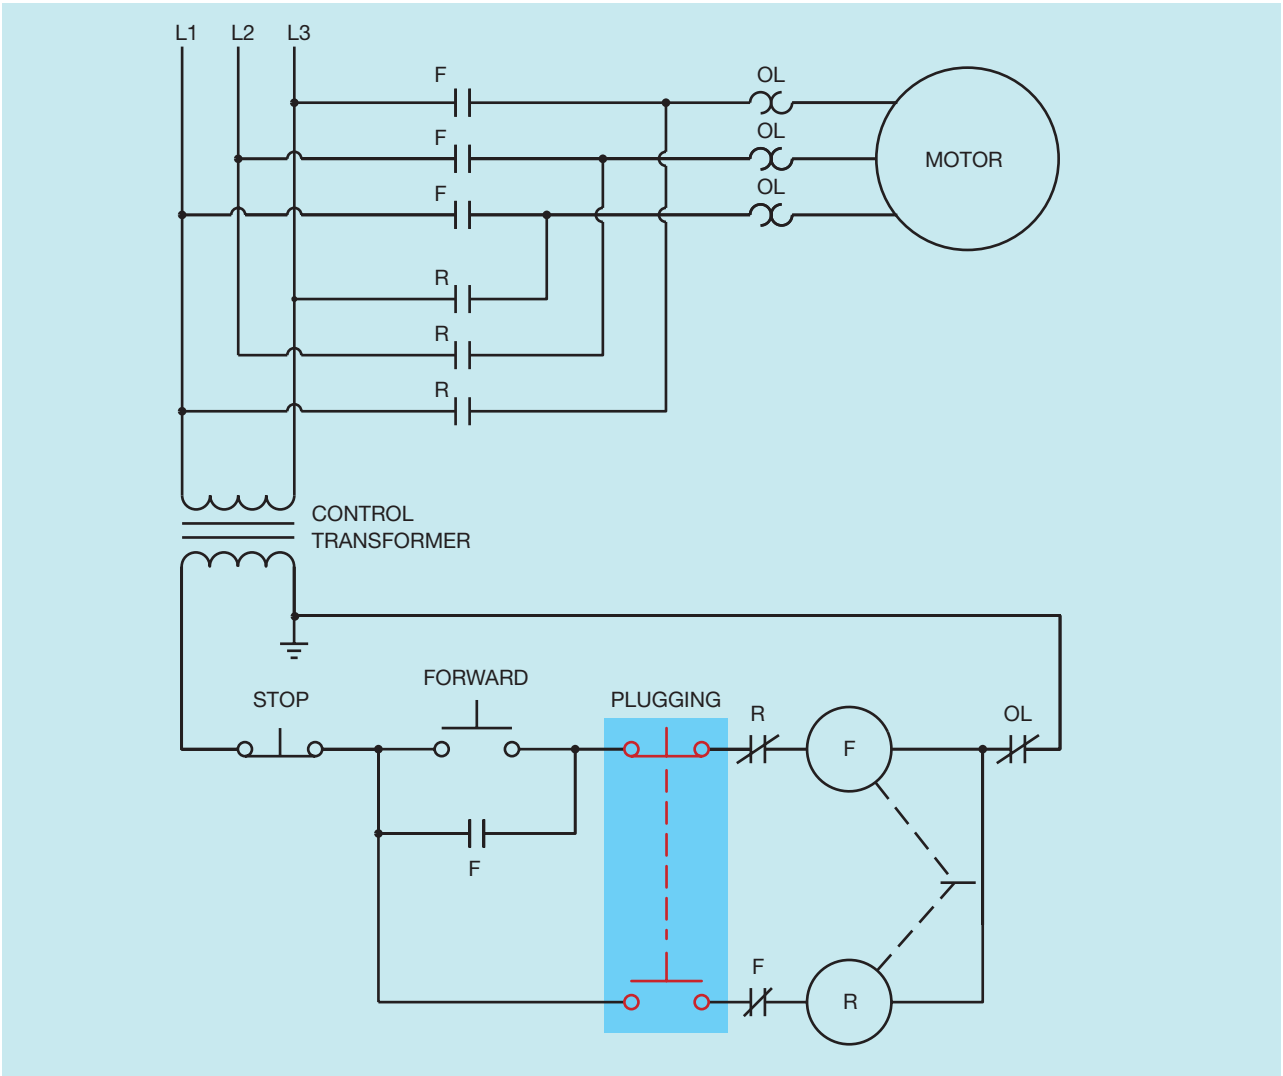 L1 L2 L3
F
OL
F
OL
MOTOR
F
OL
R
R
R
CONTROL
TRANSFORMER
FORWARD
STOP
PLUGGING
R
OL
F
F
F
R